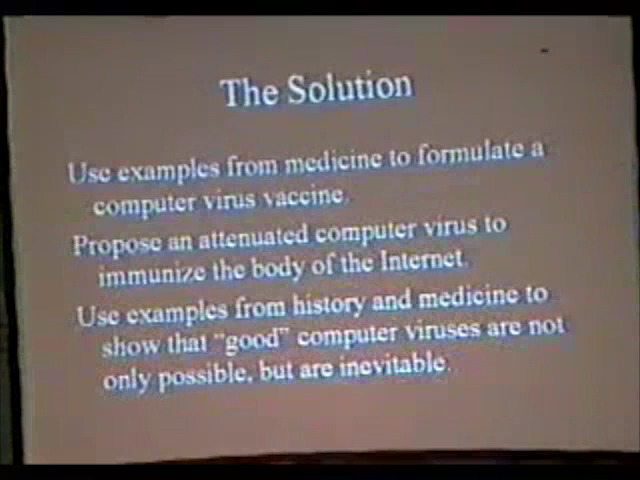 The Solution
Use examples from medicine to formulate a
computer virus vaccine.
Propose an attenuated computer virus to
immunize the body of the Internet.
Use examples from history and medicine to
show that "good" computer viruses are not
only possible, but are inevitable.